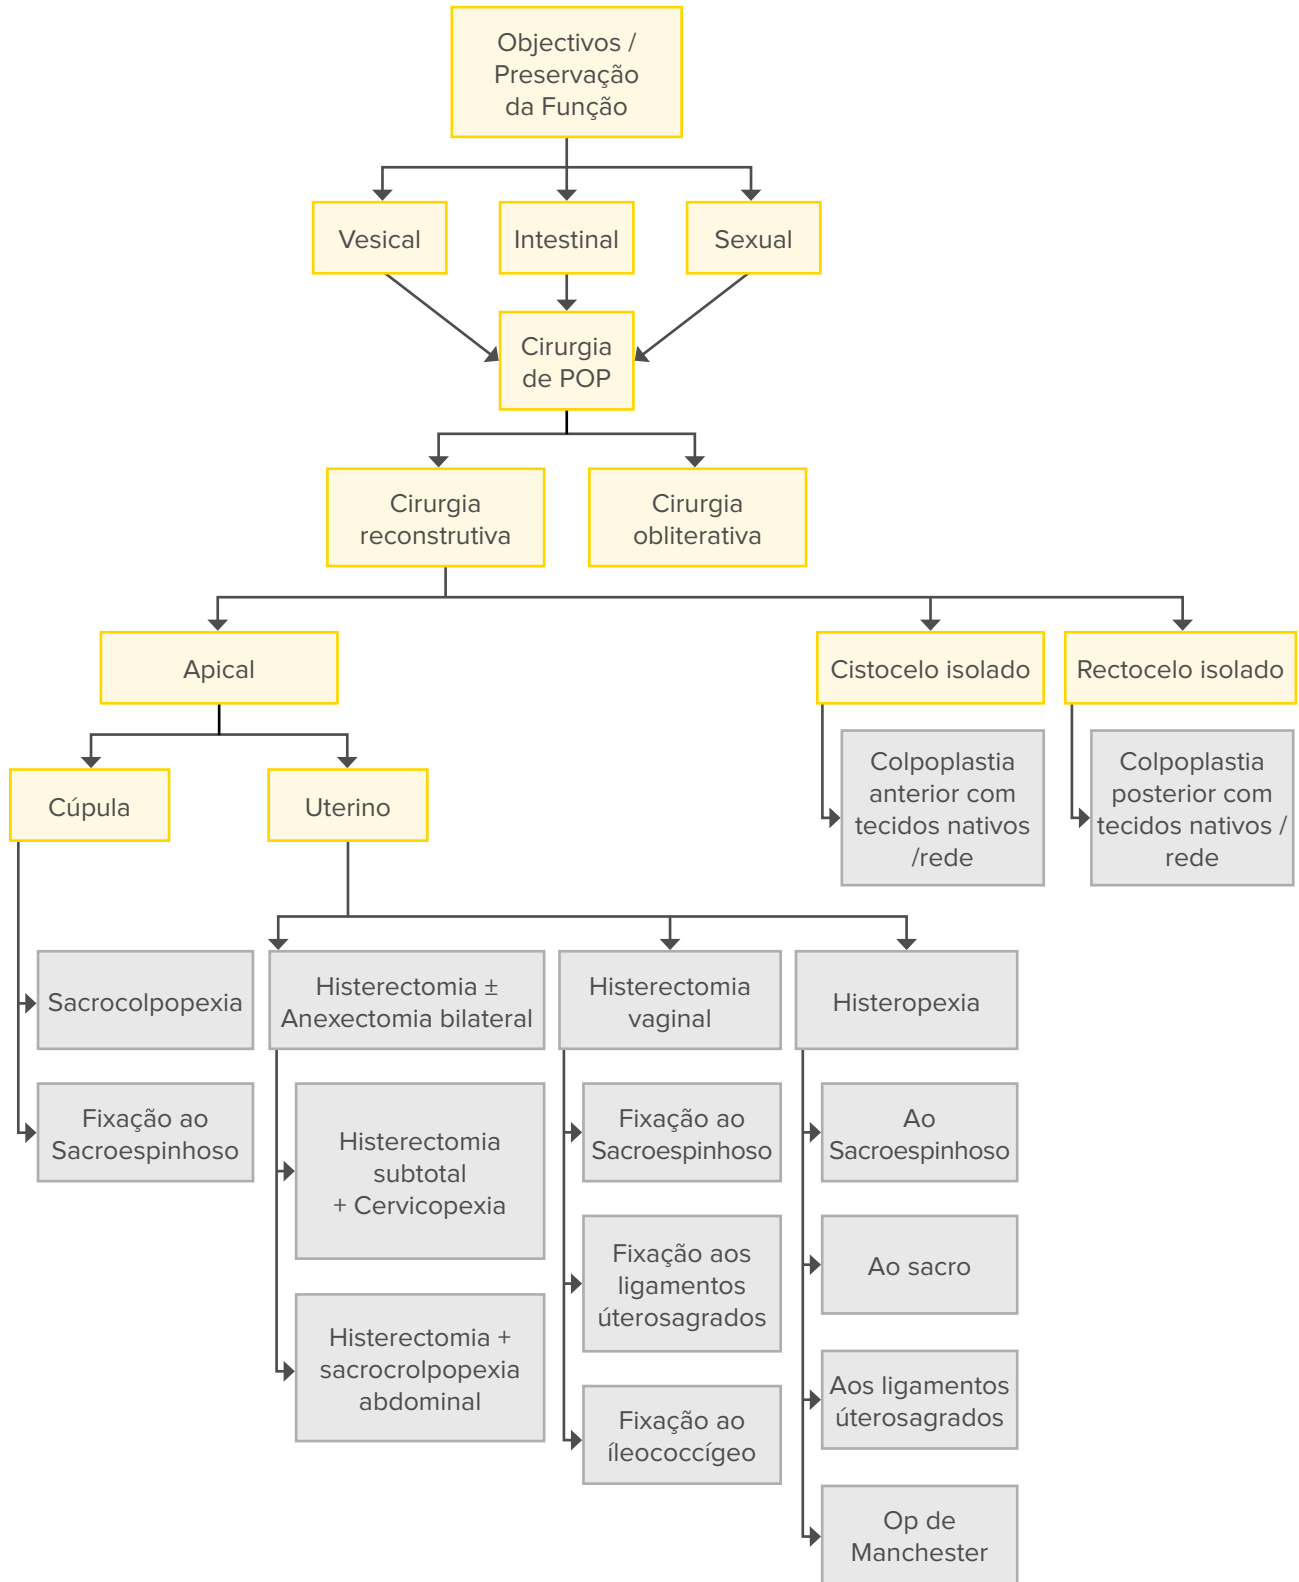 Objectivos /
Preservação
da Função
Vesical
Intestinal
Sexual
Cirurgia
de POP
Cirurgia
reconstrutiva
Cirurgia
obliterativa
Apical
Cistocelo isolado
Rectocelo isolado
Colpoplastia
anterior com
tecidos nativos
/rede
Colpoplastia
posterior com
tecidos nativos /
rede
Cúpula
Uterino
Sacrocolpopexia
Fixação ao
Sacroespinhoso
Histerectomia ±
Anexectomia bilateral
Histerectomia
subtotal
+ Cervicopexia
Histerectomia +
sacrocrolpopexia
abdominal
Histerectomia
vaginal
Fixação ao
Sacroespinhoso
Fixação aos
ligamentos
úterosagrados
Fixação ao
íleococcígeo
Histeropexia
Ao
Sacroespinhoso
Ao sacro
Aos ligamentos
úterosagrados
Op de
Manchester